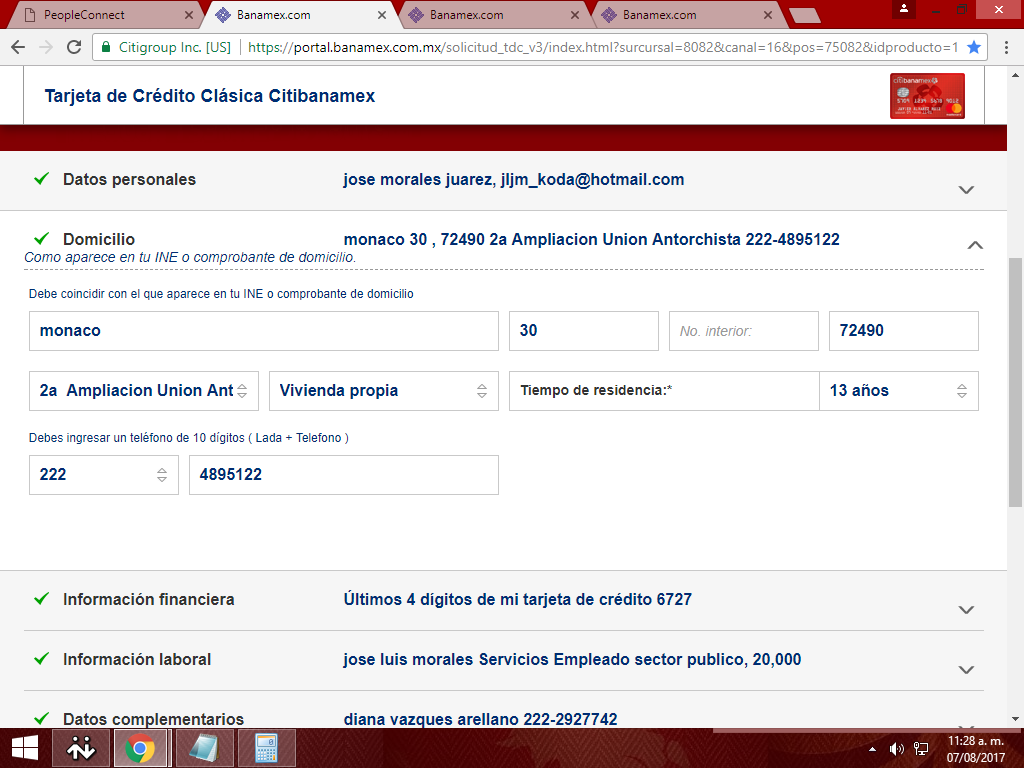 PeopleConnect
Banamex.com
Banamex.com
Banamex.com
Citigroup Inc. [US] https://portal.banamex.com.mx/solicitud_tdc_v3/index.html?surcursal=8082&canal=16&pos=75082&idproducto=1
Tarjeta de Crédito Clásica Citibanamex
citibanamex
Datos personales jose morales juarez, jljm_koda@hotmail.com
Domicilio monaco 30 , 72490 2a Ampliacion Union Antorchista 222-4895122
Como aparece en tu INE o comprobante de domicilio.
Debe coincidir con el que aparece en tu INE o comprobante de domicilio
monaco 30 No. interior: 72490
2a Ampliacion Union Ant Vivienda propia Tiempo de residencia:* 13 años
Debes ingresar un teléfono de 10 dígitos ( Lada + Telefono )
222 4895122
Información financiera Últimos 4 dígitos de mi tarjeta de crédito 6727
Información laboral jose luis morales Servicios Empleado sector publico, 20,000
Datos complementarios diana vazques arellano 222-2927742
11:28 a. m.
07/08/2017